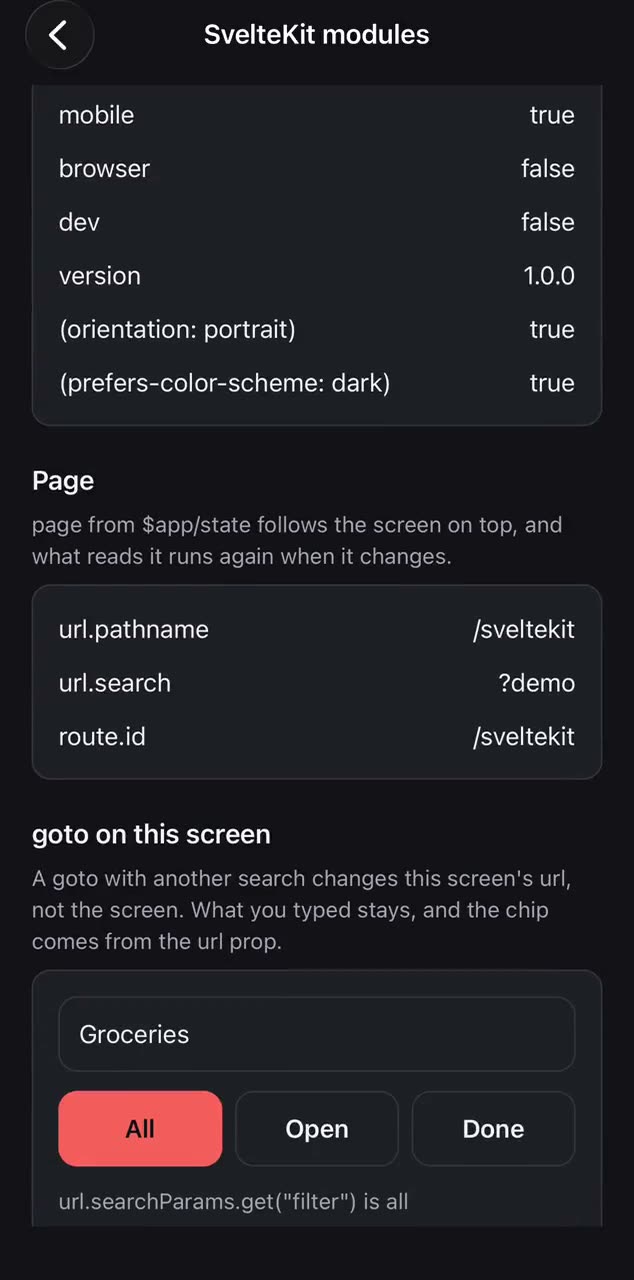 SvelteKit modules
mobile true
browser false
dev false
version 1.0.0
(orientation: portrait) true
(prefers-color-scheme: dark) true
Page
page from $app/state follows the screen on top, and
what reads it runs again when it changes.
url.pathname /sveltekit
url.search ?demo
route.id /sveltekit
goto on this screen
A goto with another search changes this screen's url,
not the screen. What you typed stays, and the chip
comes from the url prop.
Groceries
All Open Done
url.searchParams.get("filter") is all